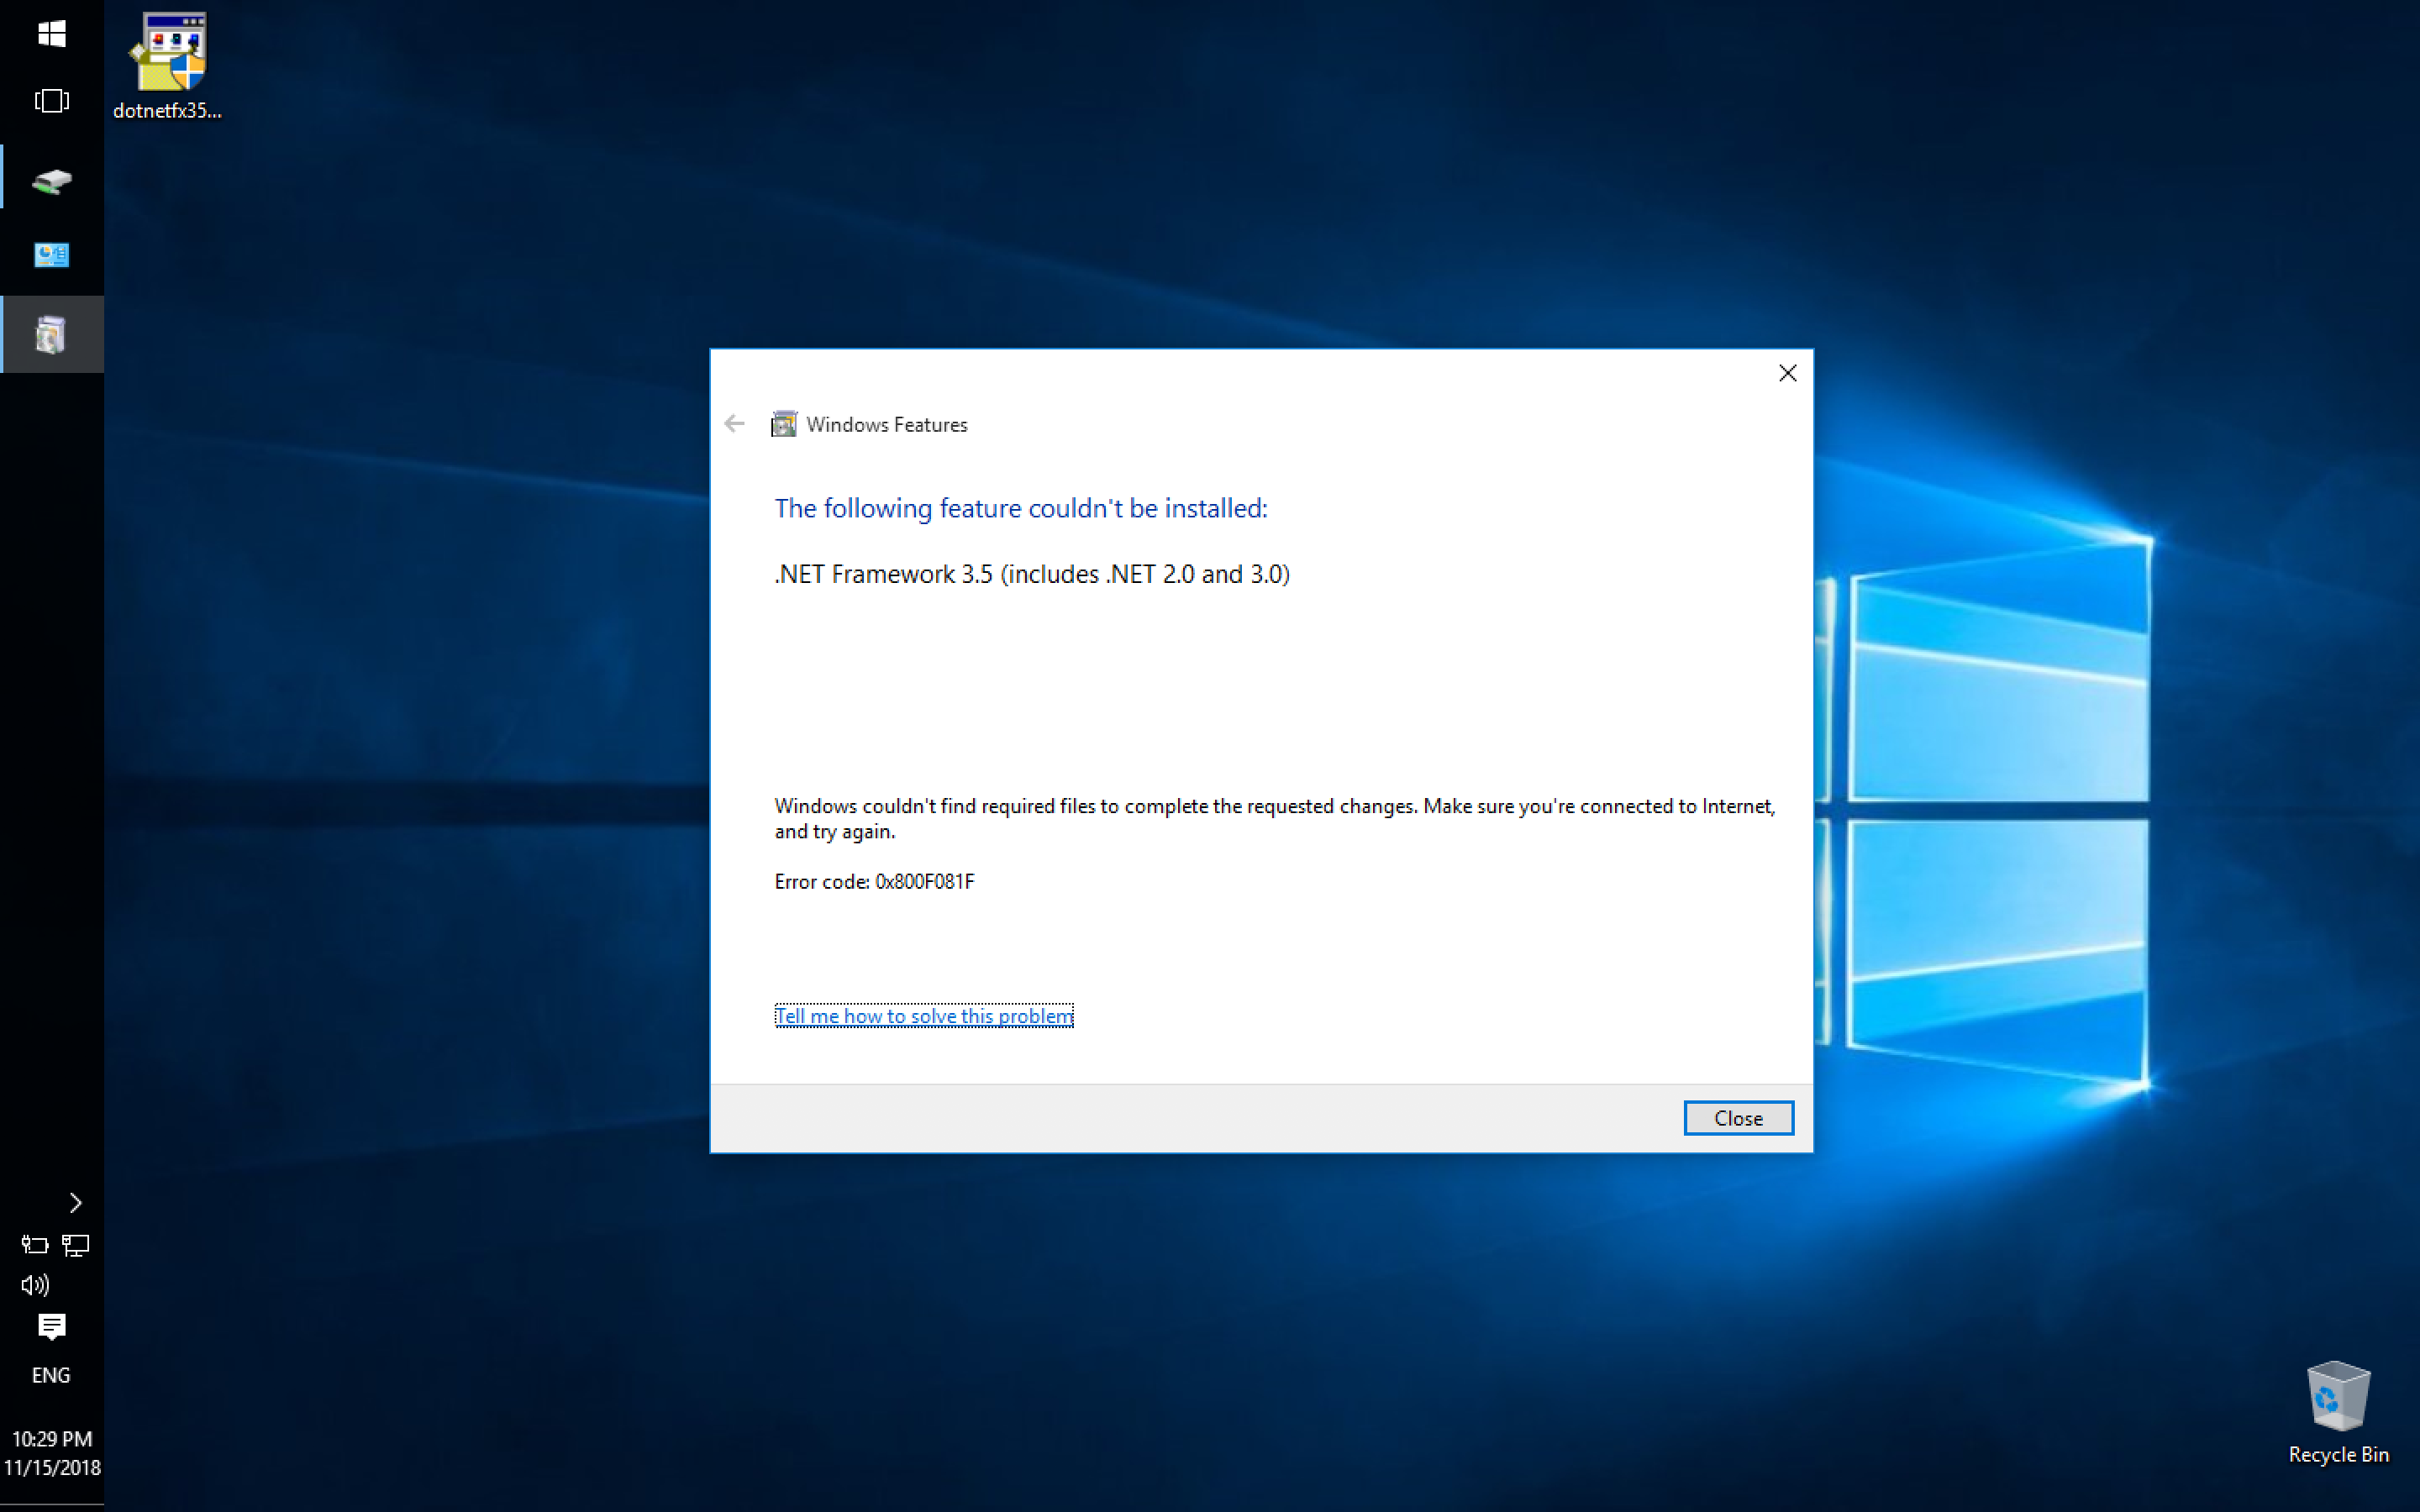 dotnetfx35...
Windows Features
The following feature couldn't be installed:
.NET Framework 3.5 (includes .NET 2.0 and 3.0)
Windows couldn't find required files to complete the requested changes. Make sure you're connected to Internet,
and try again.
Error code: 0x800F081F
Tell me how to solve this problem
Close
ENG
10:29 PM
11/15/2018
Recycle Bin